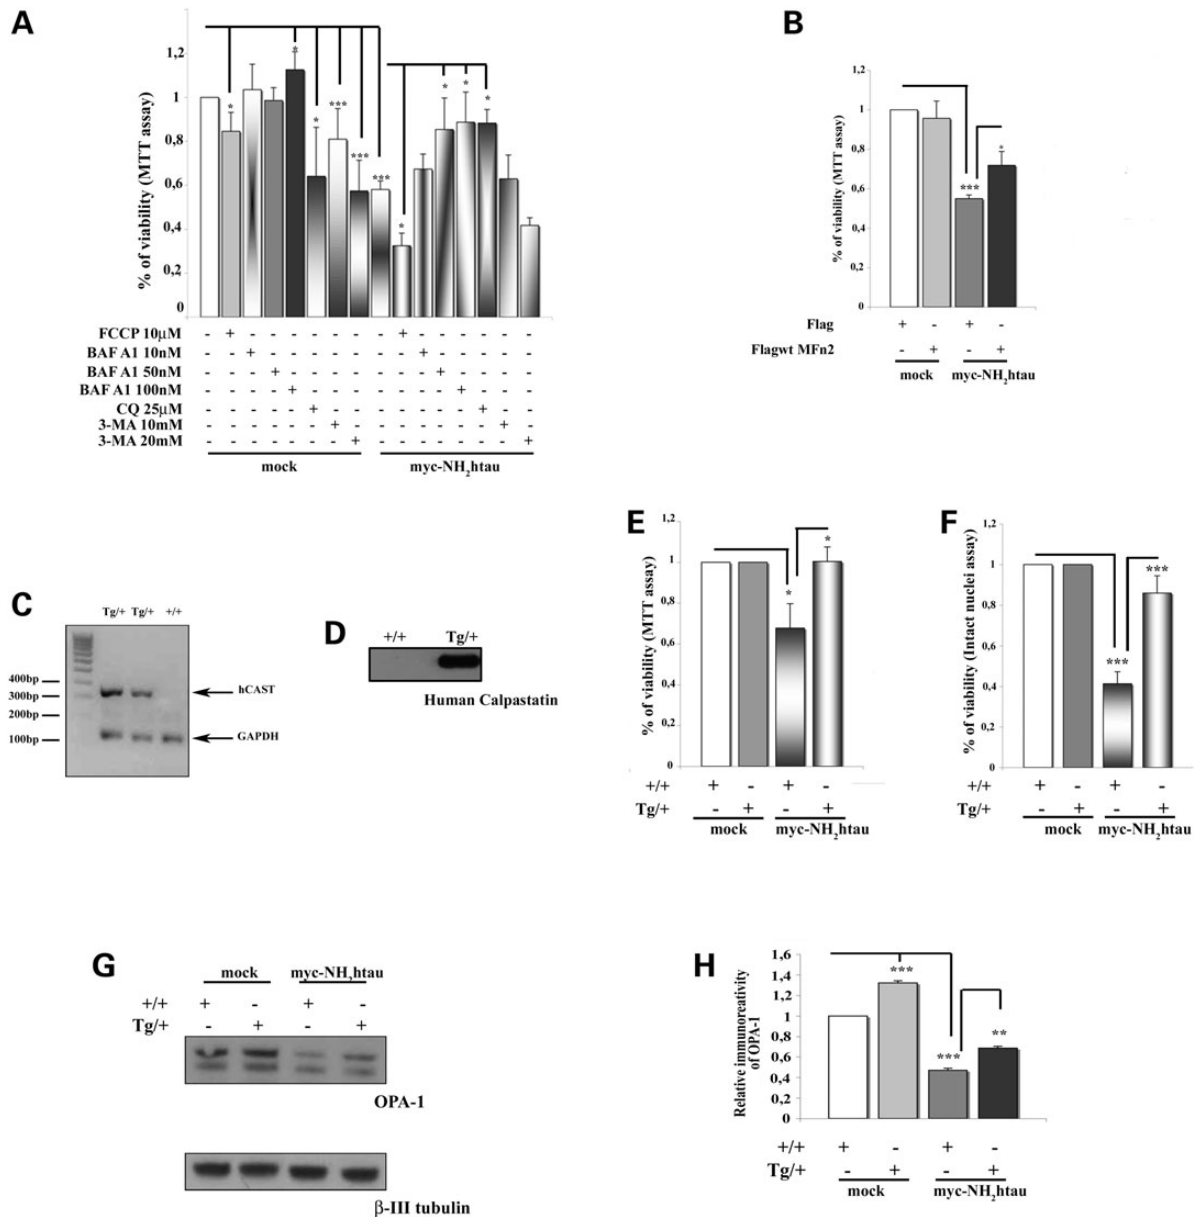 A
% of viability (MTT assay)
1,2
1
0,8
0,6
0,4
0,2
0
* * * *** *** *** * * * *
FCCP 10μM - + - - - - - - - + - - - - - -
BAF A1 10nM - - + - - - - - - - + - - - - -
BAF A1 50nM - - - + - - - - - - - + - - - -
BAF A1 100nM - - - - + - - - - - - - + - - -
CQ 25μM - - - - - + - - - - - - - + - -
3-MA 10mM - - - - - - + - - - - - - - + -
3-MA 20mM - - - - - - - + - - - - - - - +
mock myc-NH2htau
B
% of viability (MTT assay)
1,2
1
0,8
0,6
0,4
0,2
0
*** *
Flag + - + -
Flagwt MFn2 - + - +
mock myc-NH2htau
C
Tg/+ Tg/+ +/+
400bp
300bp
200bp
100bp
hCAST
GAPDH
D
+/+ Tg/+
Human Calpastatin
E
% of viability (MTT assay)
1,2
1
0,8
0,6
0,4
0,2
0
* *
+/+ + - + -
Tg/+ - + - +
mock myc-NH2htau
F
% of viability (Intact nuclei assay)
1,2
1
0,8
0,6
0,4
0,2
0
*** ***
+/+ + - + -
Tg/+ - + - +
mock myc-NH2htau
G
mock myc-NH2htau
+/+ + - + -
Tg/+ - + - +
OPA-1
β-III tubulin
H
Relative immunoreativity
of OPA-1
1,6
1,4
1,2
1
0,8
0,6
0,4
0,2
0
*** *** **
+/+ + - + -
Tg/+ - + - +
mock myc-NH2htau